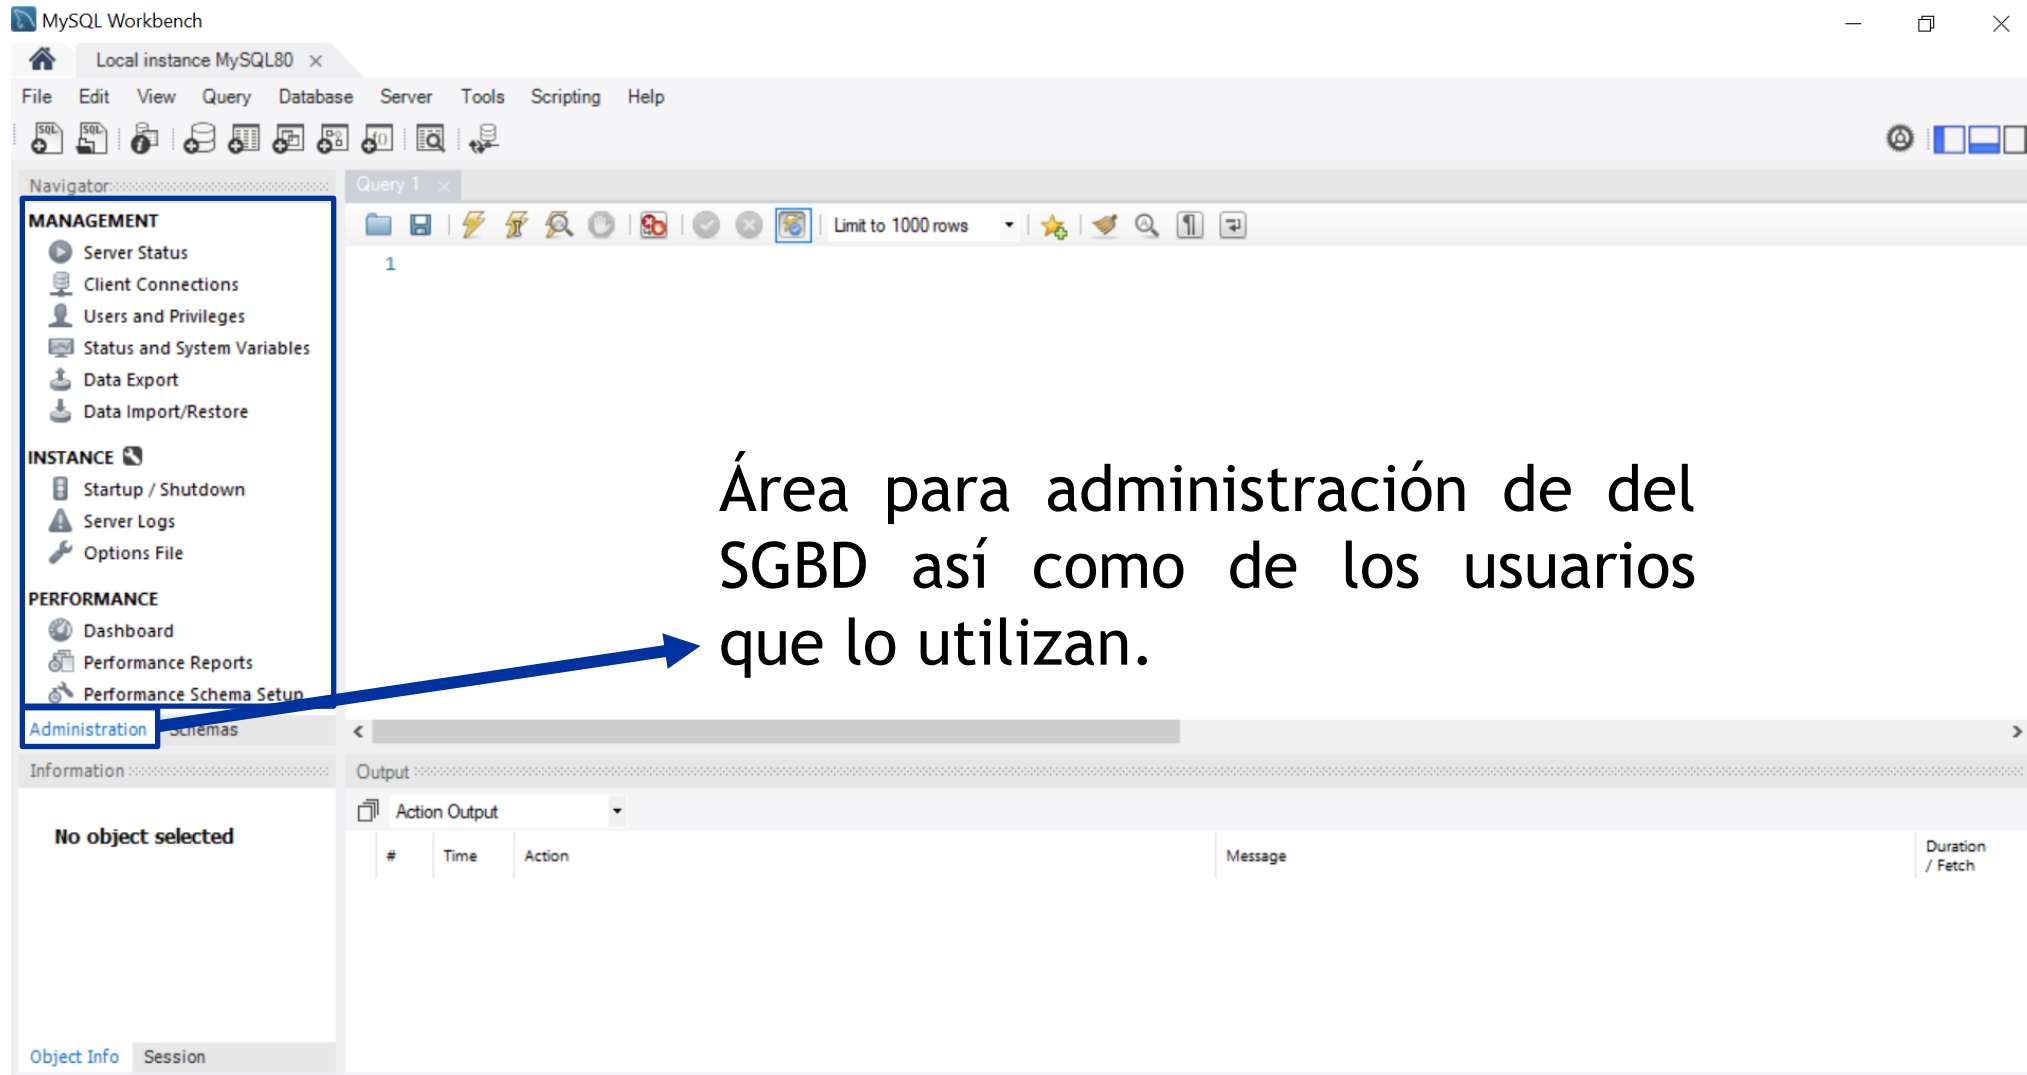 MySQL Workbench
Local instance MySQL80
File Edit View Query Database Server Tools Scripting Help
Navigator
MANAGEMENT
Server Status
Client Connections
Users and Privileges
Status and System Variables
Data Export
Data Import/Restore
INSTANCE
Startup / Shutdown
Server Logs
Options File
PERFORMANCE
Dashboard
Performance Reports
Performance Schema Setup
Administration Schemas
Information
No object selected
Object Info Session
Query 1
Limit to 1000 rows
1
Área para administración de del
SGBD así como de los usuarios
que lo utilizan.
Output
Action Output
# Time Action Message Duration
/ Fetch